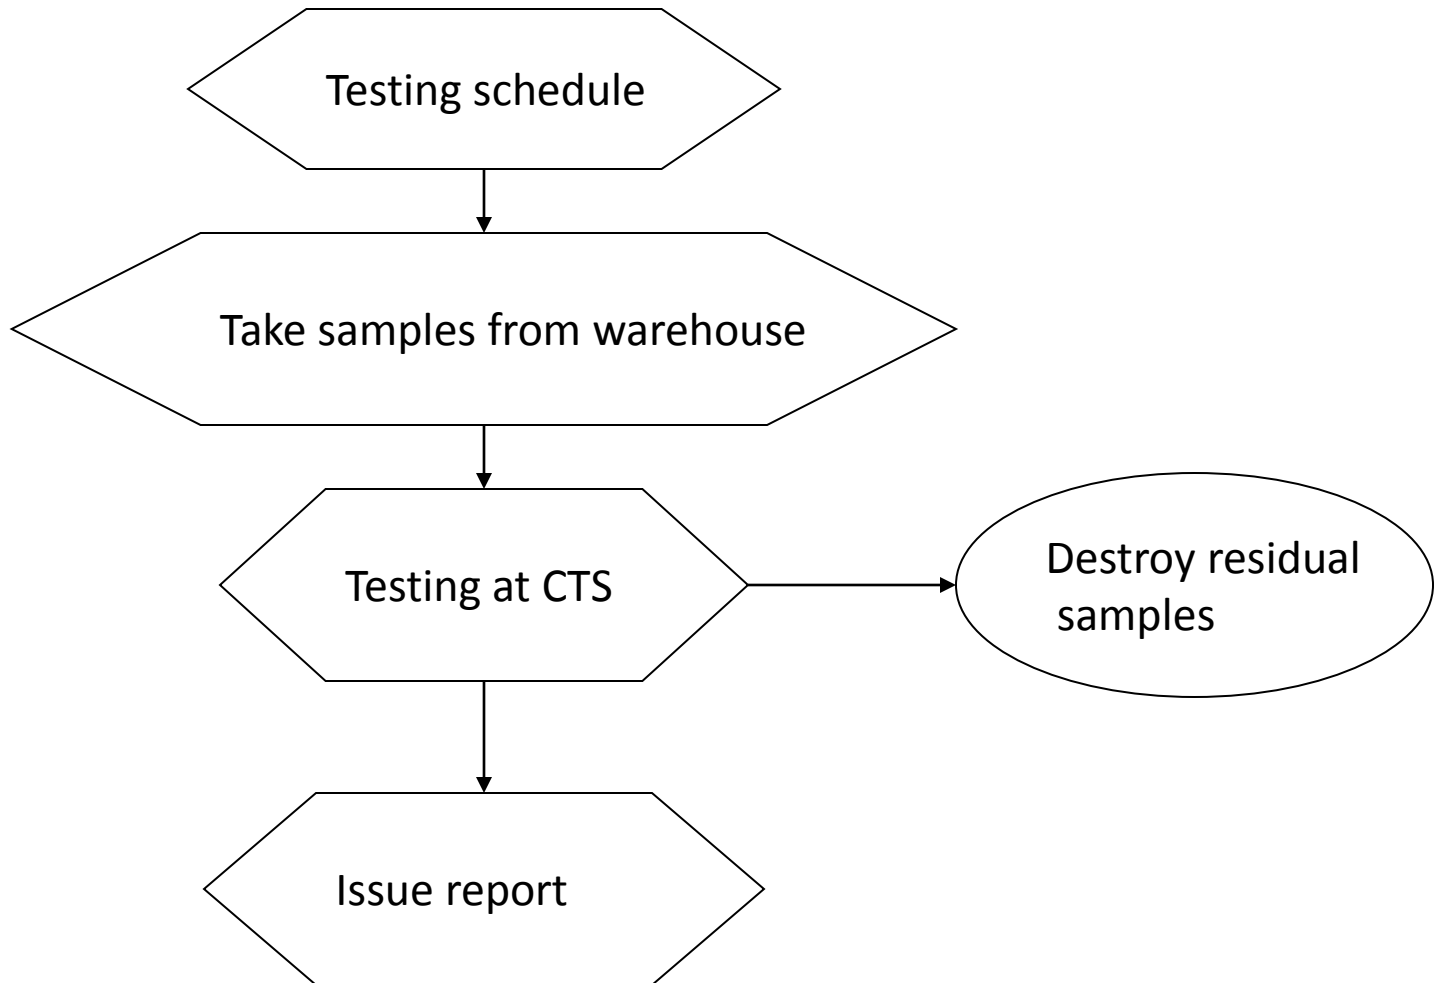 Testing schedule
Take samples from warehouse
Testing at CTS
Destroy residual
samples
Issue report